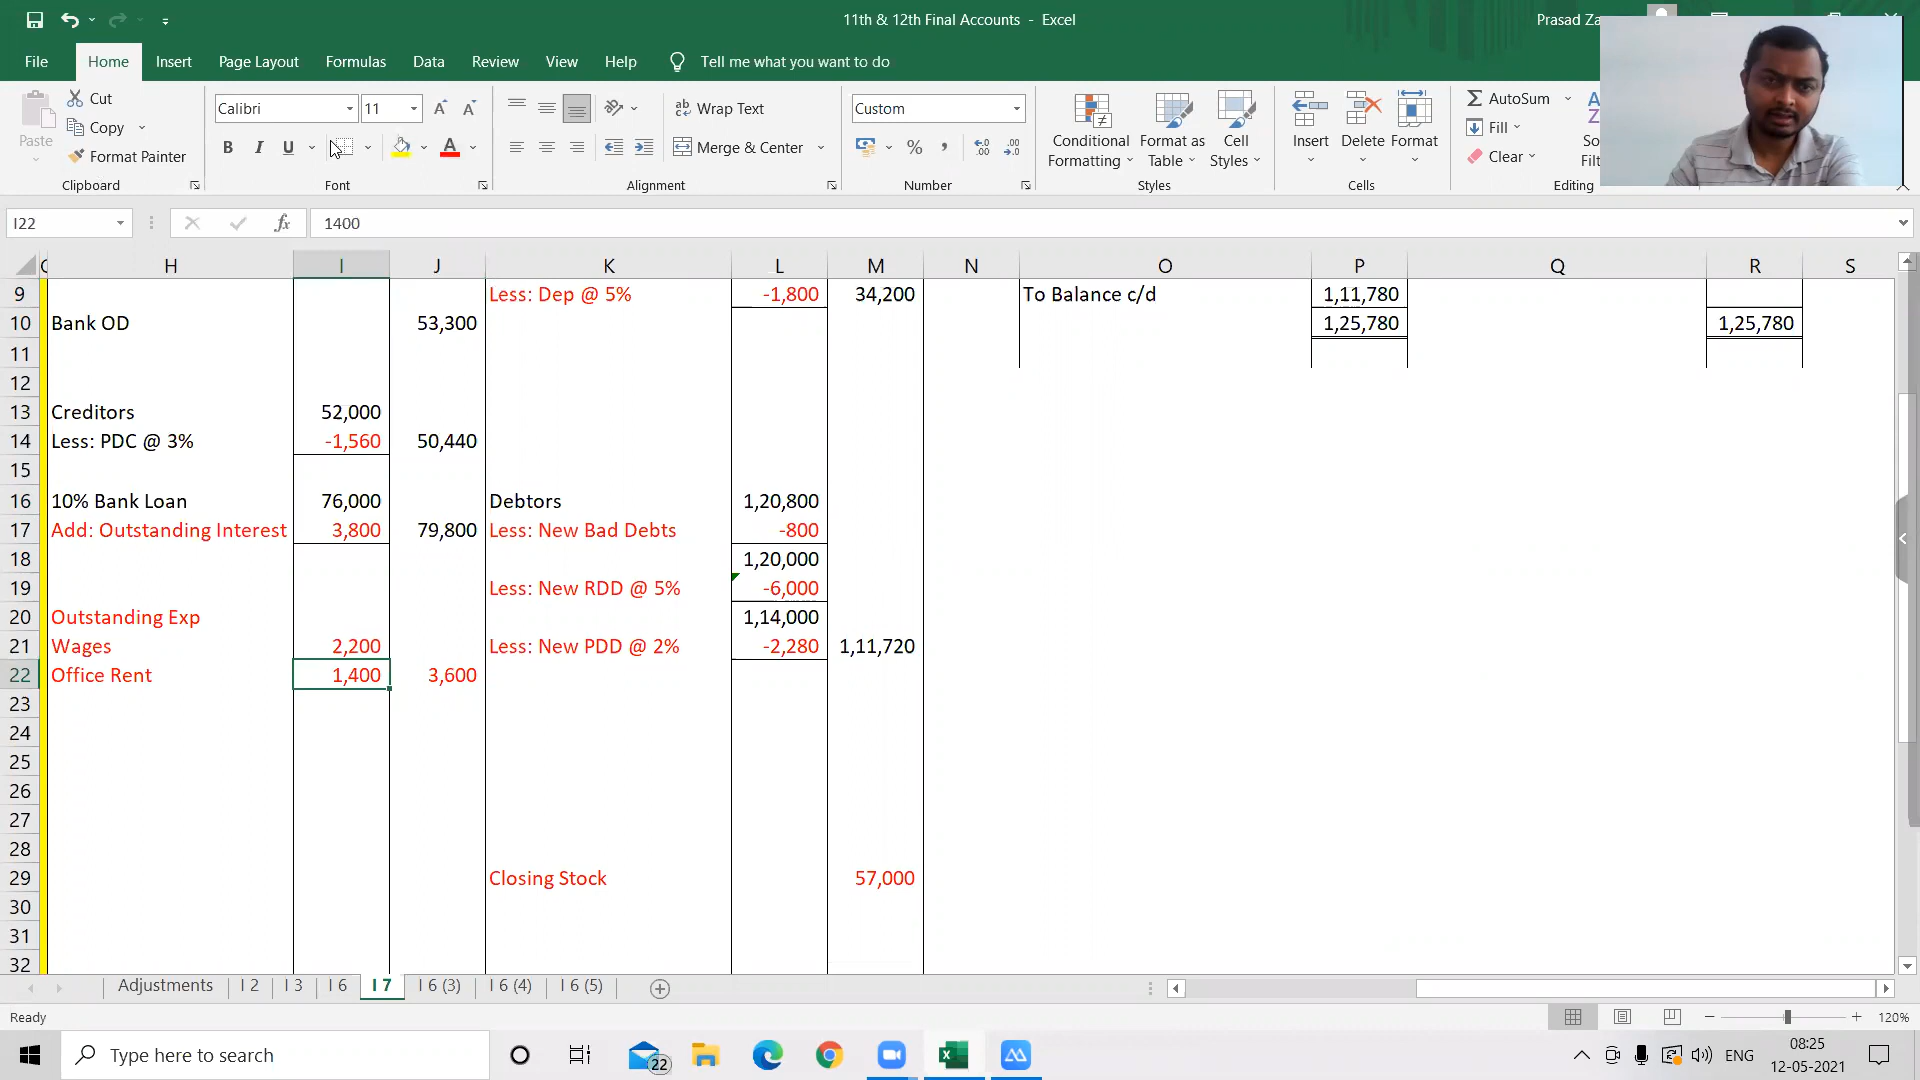 11th & 12th Final Accounts - Excel
Prasad Za
File Home Insert Page Layout Formulas Data Review View Help Tell me what you want to do
Paste
Cut
Copy
Format Painter
Clipboard
Calibri 11
B I U
Font
Wrap Text
Merge & Center
Alignment
Custom
Number
Conditional Formatting
Format as Table
Cell Styles
Styles
Insert
Delete
Format
Cells
AutoSum
Fill
Clear
So
Filt
Editing
I22
fx
1400
H I J K L M N O P Q R S
9 Less: Dep @ 5% -1,800 34,200 To Balance c/d 1,11,780
10 Bank OD 53,300 1,25,780 1,25,780
11
12
13 Creditors 52,000
14 Less: PDC @ 3% -1,560 50,440
15
16 10% Bank Loan 76,000 Debtors 1,20,800
17 Add: Outstanding Interest 3,800 79,800 Less: New Bad Debts -800
18 1,20,000
19 Less: New RDD @ 5% -6,000
20 Outstanding Exp 1,14,000
21 Wages 2,200 Less: New PDD @ 2% -2,280 1,11,720
22 Office Rent 1,400 3,600
23
24
25
26
27
28
29 Closing Stock 57,000
30
31
32
Adjustments I 2 I 3 I 6 I 7 I 6 (3) I 6 (4) I 6 (5)
Ready
120%
Type here to search
22
ENG
08:25
12-05-2021